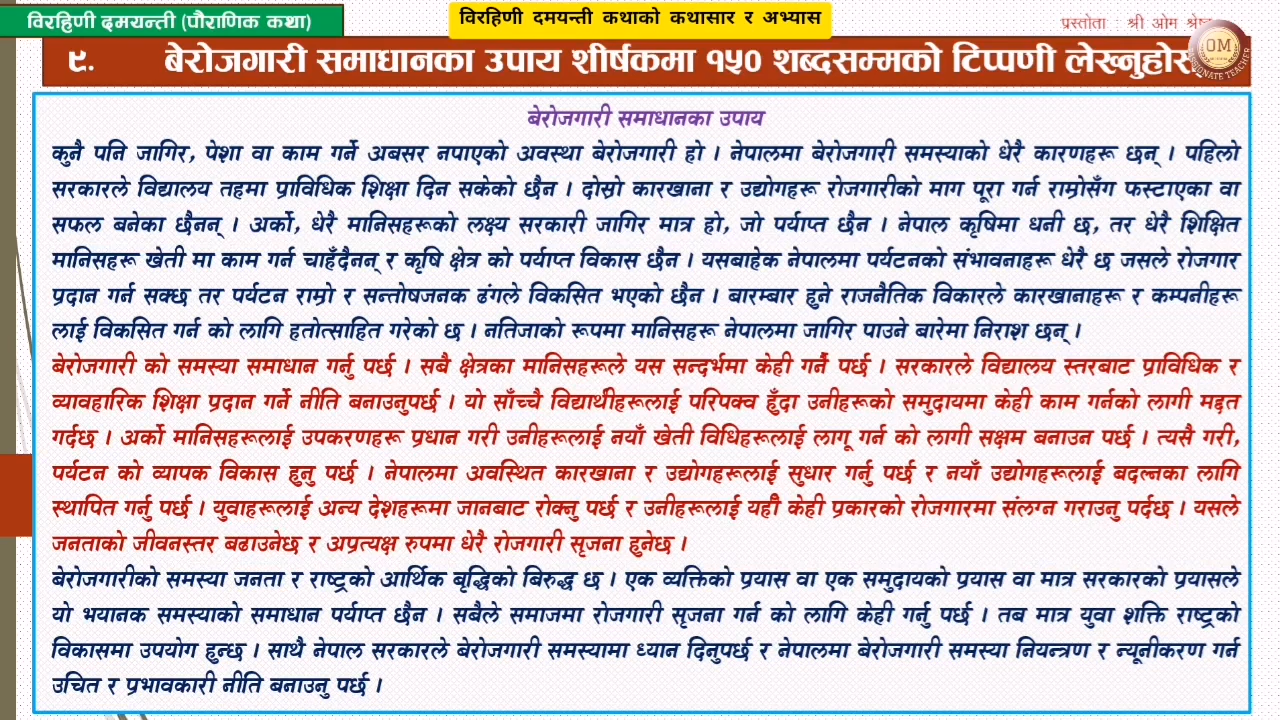 विरहिणी दमयन्ती (पौराणिक कथा)
विरहिणी दमयन्ती कथाको कथासार र अभ्यास
प्रस्तोता : श्री ओम श्रेष्ठ
OM
PASSIONATE TEACHER
९. बेरोजगारी समाधानका उपाय शीर्षकमा १५० शब्दसम्मको टिप्पणी लेख्नुहोस्
बेरोजगारी समाधानका उपाय
कुनै पनि जागिर, पेशा वा काम गर्ने अबसर नपाएको अवस्था बेरोजगारी हो । नेपालमा बेरोजगारी समस्याको धेरै कारणहरू छन् । पहिलो
सरकारले विद्यालय तहमा प्राविधिक शिक्षा दिन सकेको छैन । दोस्रो कारखाना र उद्योगहरू रोजगारीको माग पूरा गर्न राम्रोसँग फस्टाएका वा
सफल बनेका छैनन् । अर्को, धेरै मानिसहरूको लक्ष्य सरकारी जागिर मात्र हो, जो पर्याप्त छैन । नेपाल कृषिमा धनी छ, तर धेरै शिक्षित
मानिसहरू खेती मा काम गर्न चाहँदैनन् र कृषि क्षेत्र को पर्याप्त विकास छैन । यसबाहेक नेपालमा पर्यटनको संभावनाहरू धेरै छ जसले रोजगार
प्रदान गर्न सक्छ तर पर्यटन राम्रो र सन्तोषजनक ढंगले विकसित भएको छैन । बारम्बार हुने राजनैतिक विकारले कारखानाहरू र कम्पनीहरू
लाई विकसित गर्न को लागि हतोत्साहित गरेको छ । नतिजाको रूपमा मानिसहरू नेपालमा जागिर पाउने बारेमा निराश छन् ।
बेरोजगारी को समस्या समाधान गर्नु पर्छ । सबै क्षेत्रका मानिसहरूले यस सन्दर्भमा केही गर्नै पर्छ । सरकारले विद्यालय स्तरबाट प्राविधिक र
व्यावहारिक शिक्षा प्रदान गर्ने नीति बनाउनुपर्छ । यो साँच्चै विद्यार्थीहरूलाई परिपक्व हुँदा उनीहरूको समुदायमा केही काम गर्नको लागी मद्दत
गर्दछ । अर्को मानिसहरूलाई उपकरणहरू प्रधान गरी उनीहरूलाई नयाँ खेती विधिहरूलाई लागू गर्न को लागी सक्षम बनाउन पर्छ । त्यसै गरी,
पर्यटन को व्यापक विकास हुनु पर्छ । नेपालमा अवस्थित कारखाना र उद्योगहरूलाई सुधार गर्नु पर्छ र नयाँ उद्योगहरूलाई बदल्नका लागि
स्थापित गर्नु पर्छ । युवाहरूलाई अन्य देशहरूमा जानबाट रोक्नु पर्छ र उनीहरूलाई यहीँ केही प्रकारको रोजगारमा संलग्न गराउनु पर्दछ । यसले
जनताको जीवनस्तर बढाउनेछ र अप्रत्यक्ष रुपमा धेरै रोजगारी सृजना हुनेछ ।
बेरोजगारीको समस्या जनता र राष्ट्रको आर्थिक बृद्धिको बिरुद्ध छ । एक व्यक्तिको प्रयास वा एक समुदायको प्रयास वा मात्र सरकारको प्रयासले
यो भयानक समस्याको समाधान पर्याप्त छैन । सबैले समाजमा रोजगारी सृजना गर्न को लागि केही गर्नु पर्छ । तब मात्र युवा शक्ति राष्ट्रको
विकासमा उपयोग हुन्छ । साथै नेपाल सरकारले बेरोजगारी समस्यामा ध्यान दिनुपर्छ र नेपालमा बेरोजगारी समस्या नियन्त्रण र न्यूनीकरण गर्न
उचित र प्रभावकारी नीति बनाउनु पर्छ ।